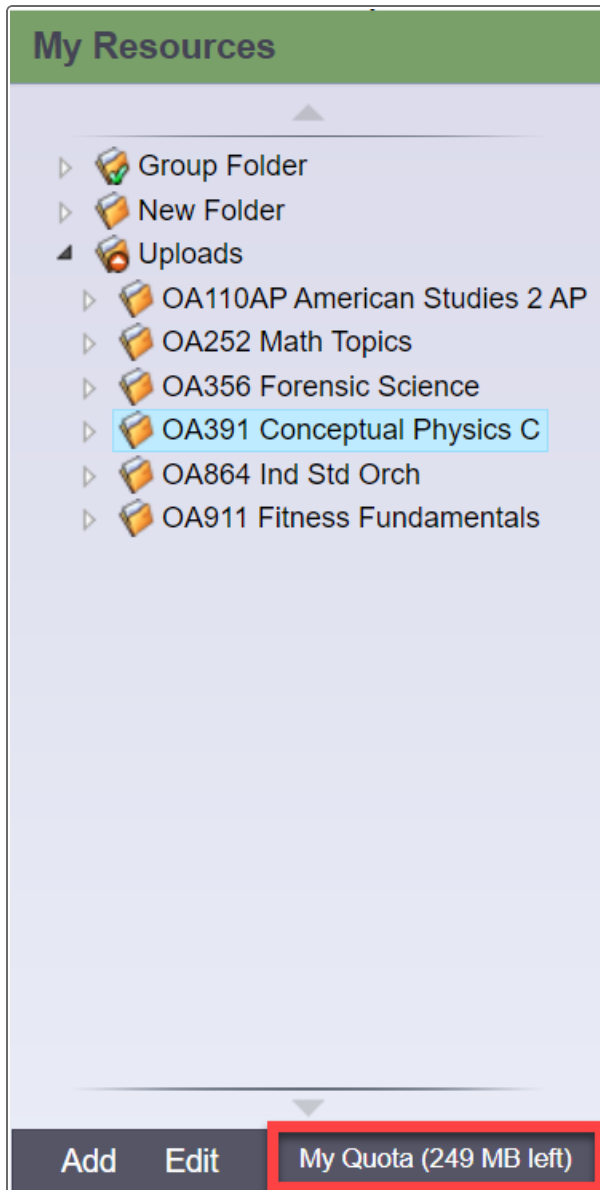 My Resources
Group Folder
New Folder
Uploads
OA110AP American Studies 2 AP
OA252 Math Topics
OA356 Forensic Science
OA391 Conceptual Physics C
OA864 Ind Std Orch
OA911 Fitness Fundamentals
Add Edit My Quota (249 MB left)